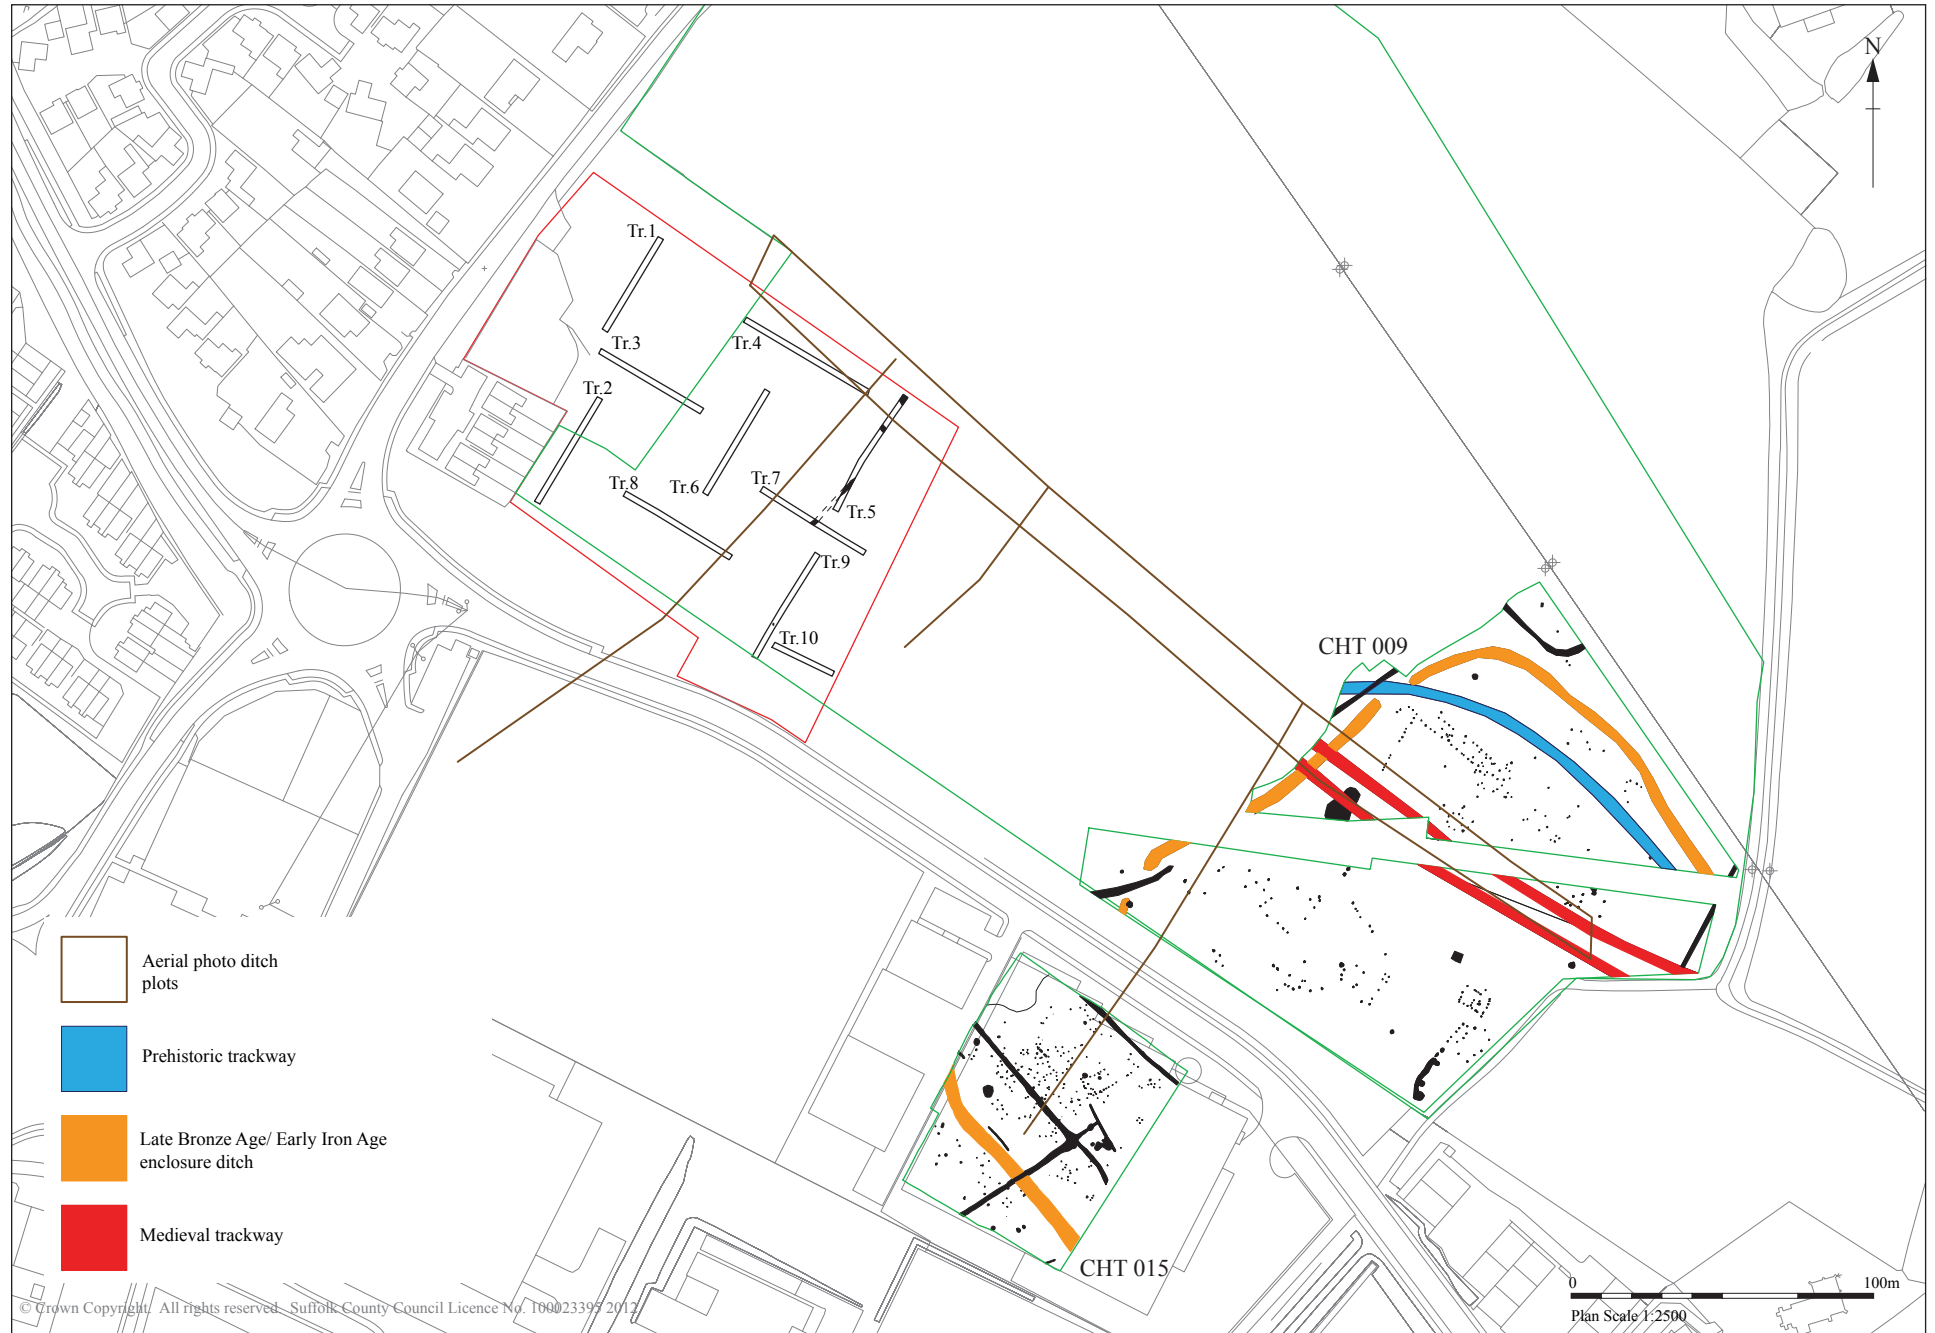 N
Tr.1
Tr.3
Tr.4
Tr.2
Tr.7
Tr.8
Tr.6
Tr.5
Tr.9
Tr.10
CHT 009
CHT 015
Aerial photo ditch
plots
Prehistoric trackway
Late Bronze Age/ Early Iron Age
enclosure ditch
Medieval trackway
0 100m
Plan Scale 1:2500
© Crown Copyright. All rights reserved. Suffolk County Council Licence No. 100023395 2012